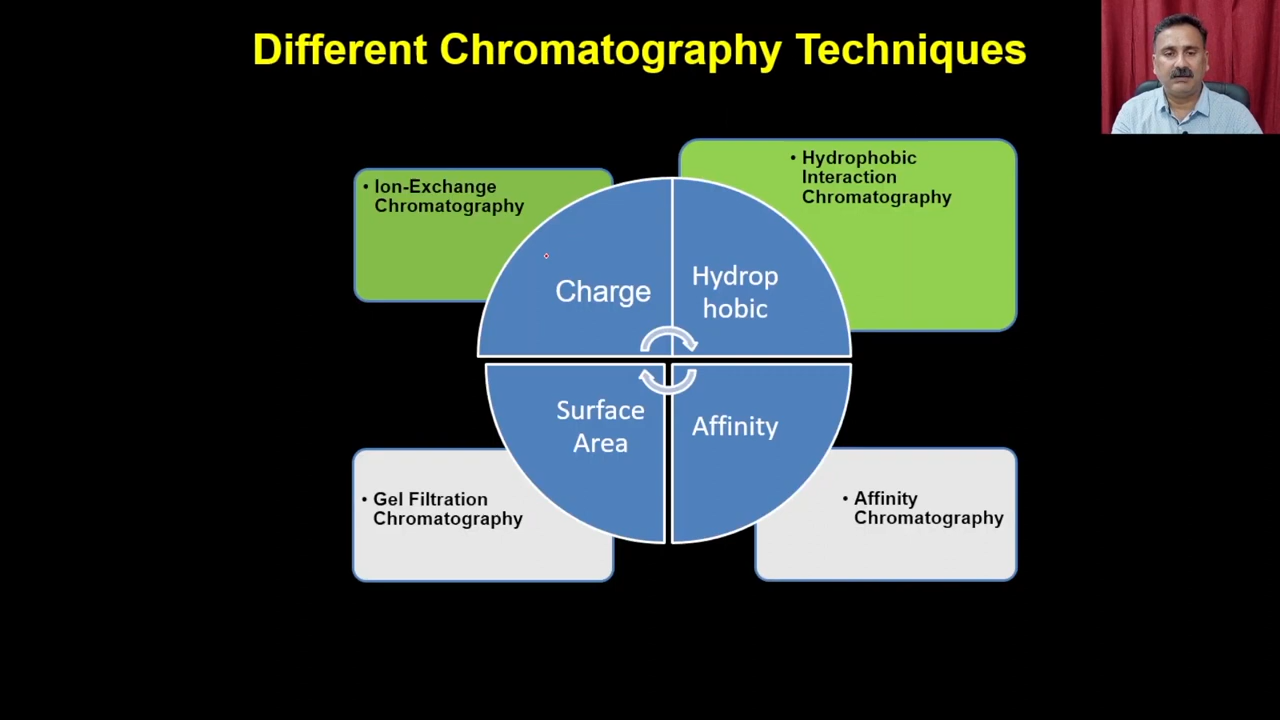 Different Chromatography Techniques
• Ion-Exchange
Chromatography
• Hydrophobic
Interaction
Chromatography
Charge
Hydrop
hobic
Surface
Area
Affinity
• Gel Filtration
Chromatography
• Affinity
Chromatography